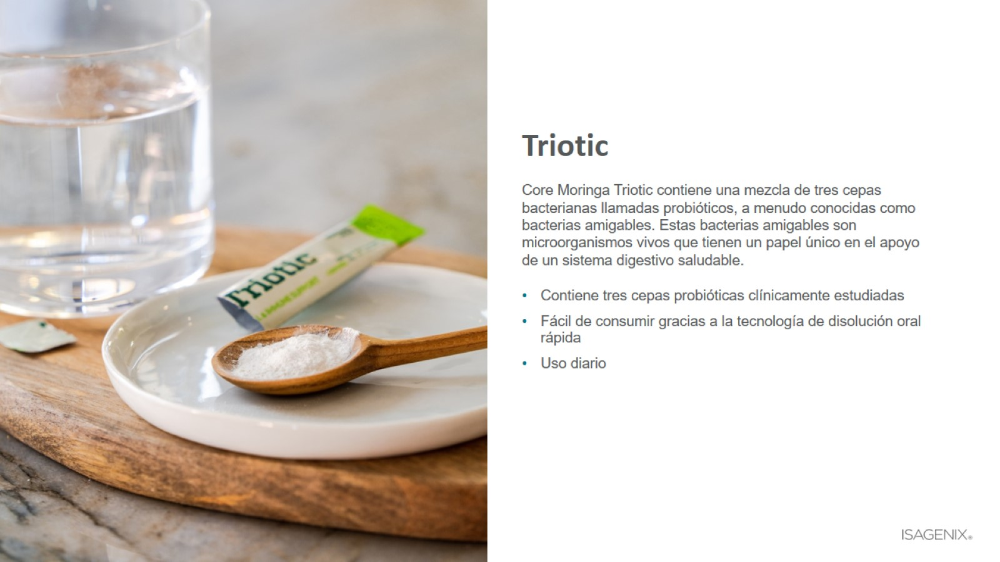 Triotic
Core Moringa Triotic contiene una mezcla de tres cepas
bacterianas llamadas probióticos, a menudo conocidas como
bacterias amigables. Estas bacterias amigables son
microorganismos vivos que tienen un papel único en el apoyo
de un sistema digestivo saludable.
• Contiene tres cepas probióticas clínicamente estudiadas
• Fácil de consumir gracias a la tecnología de disolución oral
rápida
• Uso diario
Triotic
ISAGENIX®